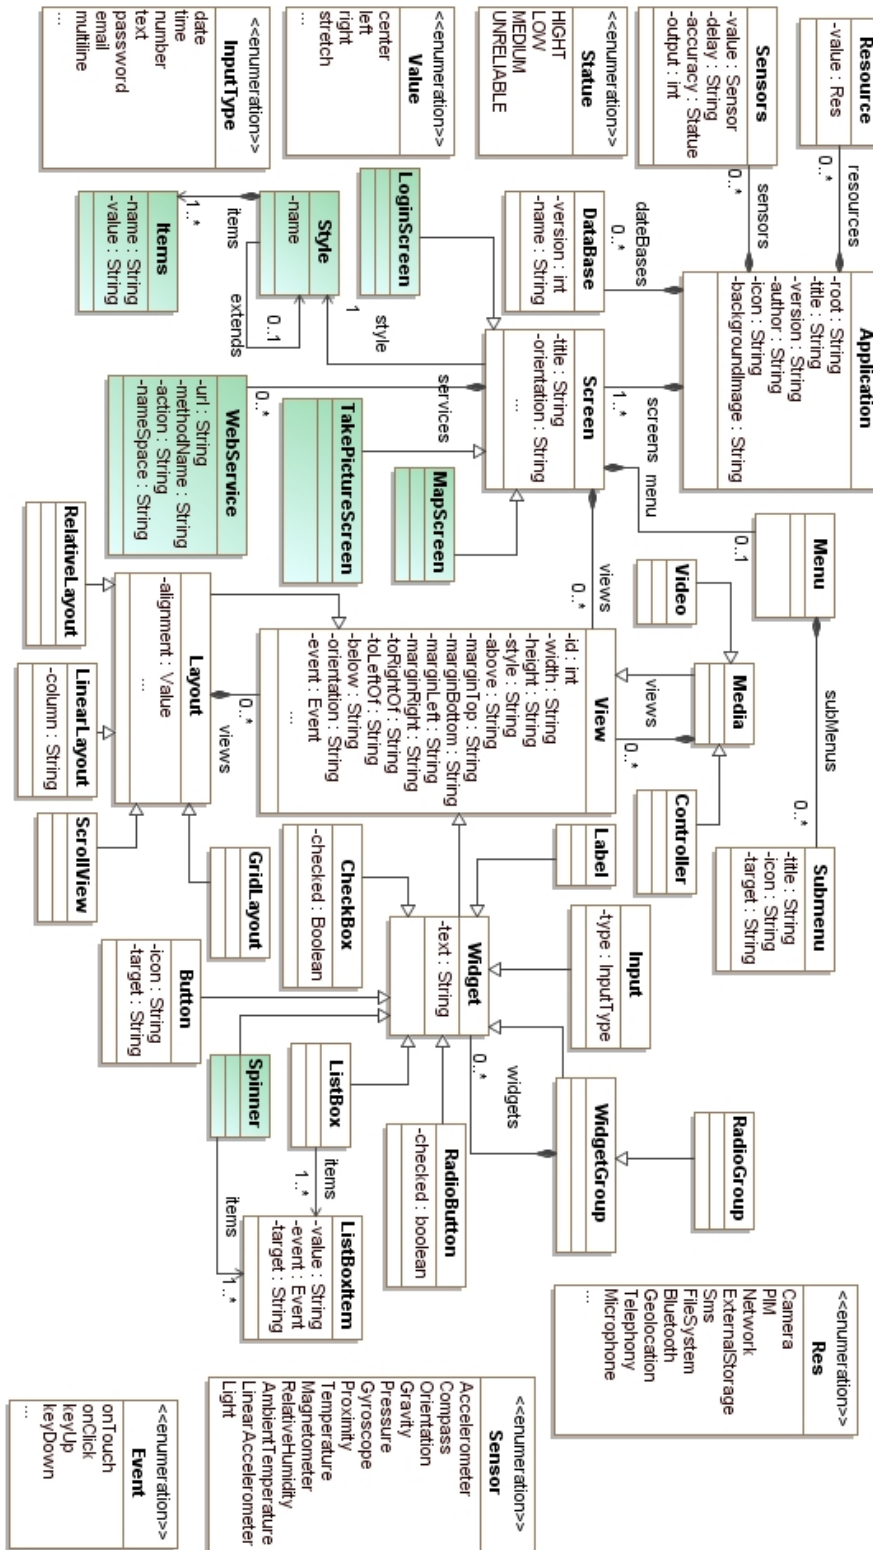 Resource
-value : Res
0..*
resources
Application
-root : String
-title : String
-version : String
-author : String
-icon : String
-backgroundImage : String
Sensors
-value : Sensor
-delay : String
-accuracy : Statue
-output : int
0..*
sensors
<<enumeration>>
Statue
HIGHT
LOW
MEDIUM
UNRELIABLE
DataBase
-version : int
-name : String
dateBases
0..*
<<enumeration>>
Value
center
left
right
stretch
...
<<enumeration>>
InputType
date
time
number
text
password
email
multiline
...
LoginScreen
Style
-name
items
1..*
extends
0..1
Items
-name : String
-value : String
style
1
Screen
-title : String
-orientation : String
...
screens
1..*
menu
0..1
services
0..*
WebService
-url : String
-methodName : String
-action : String
-nameSpace : String
TakePictureScreen
MapScreen
views
0..*
Menu
subMenus
0..*
Submenu
-title : String
-icon : String
-target : String
Video
Media
views
0..*
Controller
View
-id : int
-width : String
-height : String
-style : String
-above : String
-marginTop : String
-marginBottom : String
-marginLeft : String
-marginRight : String
-toRightOf : String
-toLeftOf : String
-below : String
-orientation : String
-event : Event
...
Layout
-alignment : Value
...
0..*
views
RelativeLayout
LinearLayout
-column : String
ScrollView
GridLayout
Label
CheckBox
-checked : Boolean
Widget
-text : String
Input
-type : InputType
Button
-icon : String
-target : String
Spinner
ListBox
RadioButton
-checked : boolean
0..*
widgets
WidgetGroup
RadioGroup
items
1..*
items
1..*
ListBoxItem
-value : String
-event : Event
-target : String
<<enumeration>>
Res
Camera
PIM
Network
ExternalStorage
Sms
FileSystem
Bluetooth
Geolocation
Telephony
Microphone
...
<<enumeration>>
Sensor
Accelerometer
Compass
Orientation
Gravity
Pressure
Gyroscope
Proximity
Temperature
Magnetometer
RelativeHumidity
AmbientTemperature
LinearAccelerometer
Light
<<enumeration>>
Event
onTouch
onClick
keyUp
keyDown
...